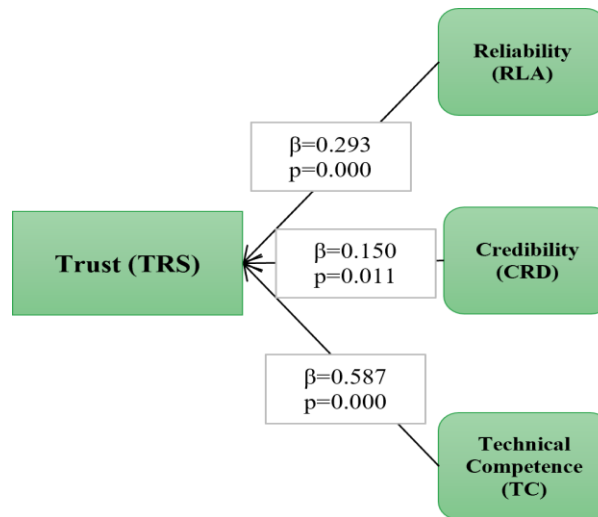 Reliability
(RLA)
β=0.293
p=0.000
Trust (TRS)
β=0.150
p=0.011
Credibility
(CRD)
β=0.587
p=0.000
Technical
Competence
(TC)